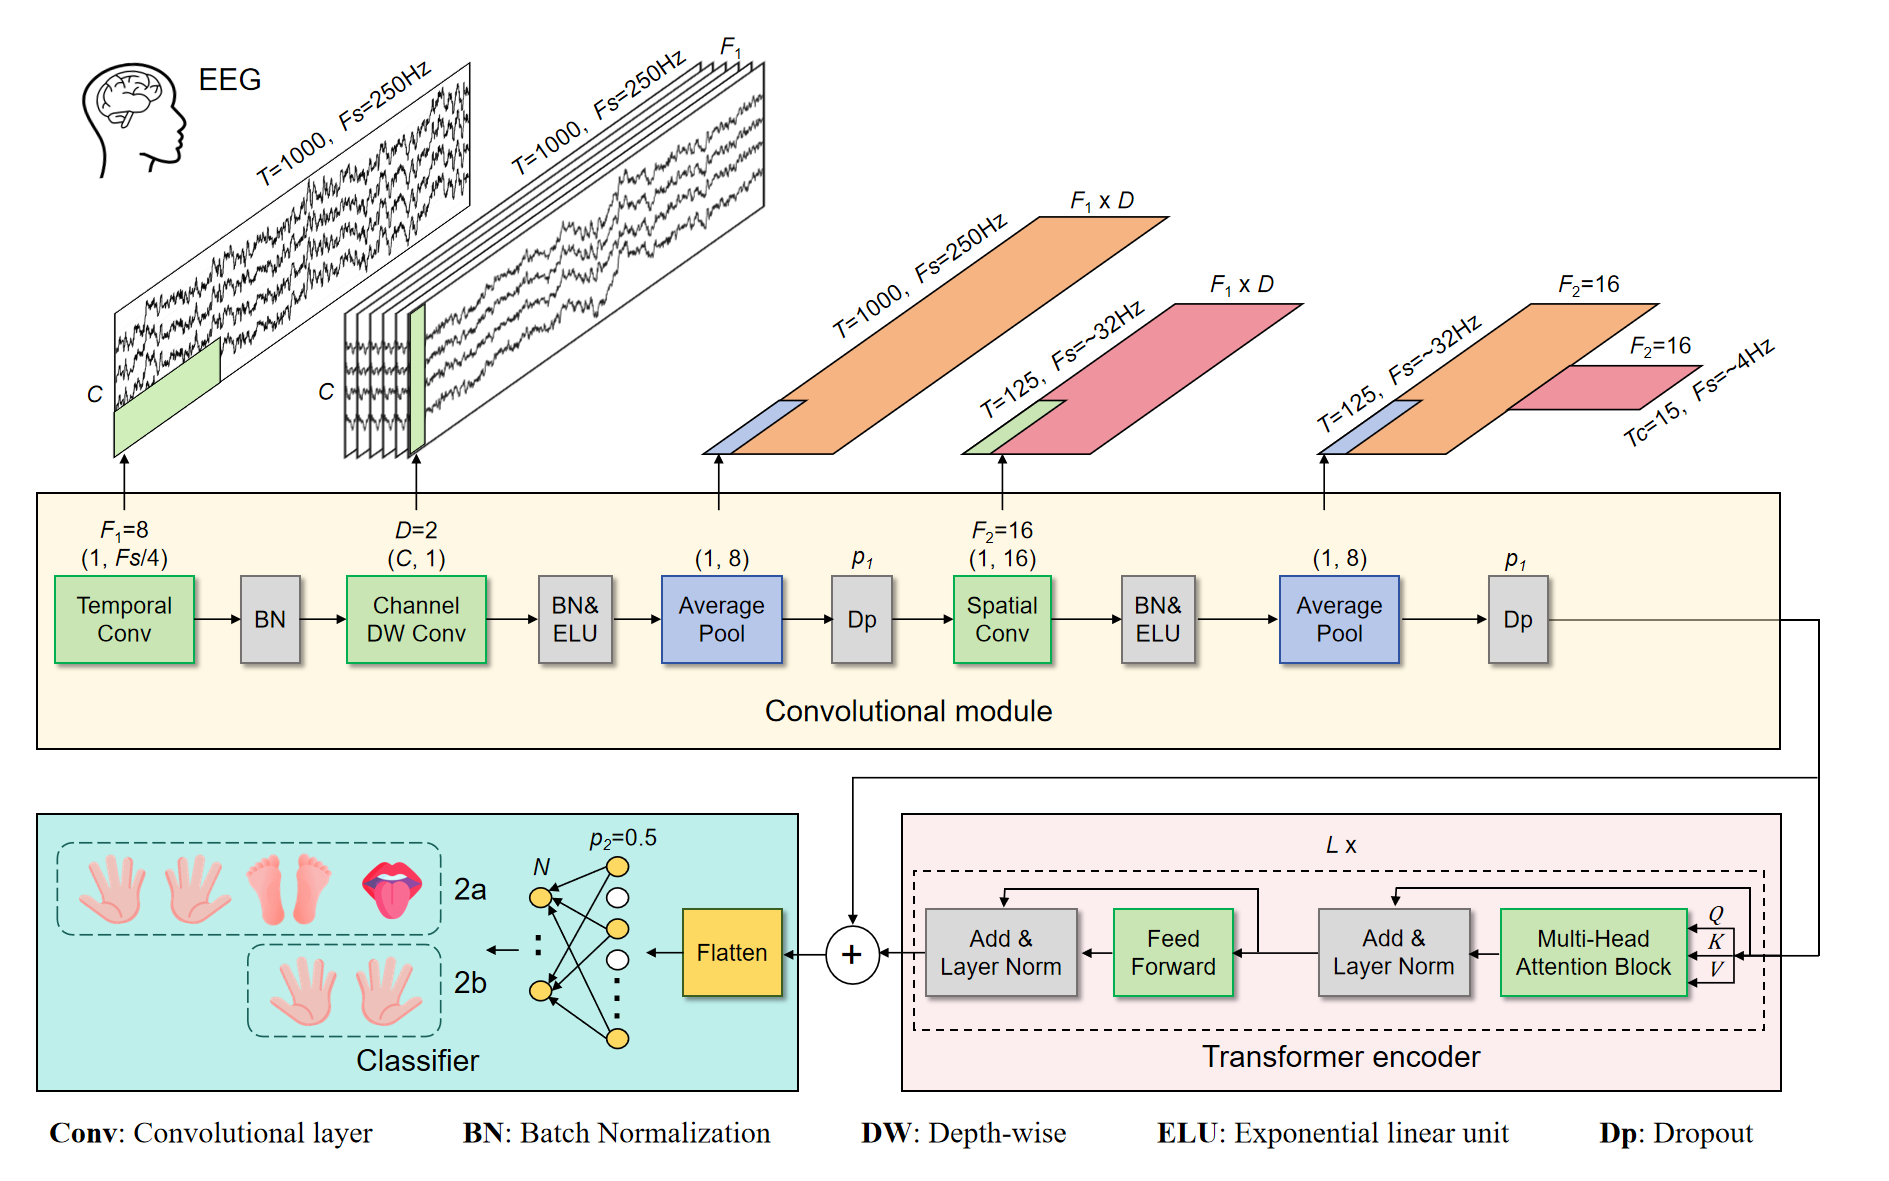 EEG
T=1000, Fs=250Hz
C
F1
T=1000, Fs=250Hz
C
F1 x D
T=1000, Fs=250Hz
F1 x D
T=125, Fs=~32Hz
F2=16
T=125, Fs=~32Hz
F2=16
Tc=15, Fs=~4Hz
F1=8
(1, Fs/4)
Temporal
Conv
BN
D=2
(C, 1)
Channel
DW Conv
BN&
ELU
(1, 8)
Average
Pool
p1
Dp
F2=16
(1, 16)
Spatial
Conv
BN&
ELU
(1, 8)
Average
Pool
p1
Dp
Convolutional module
L x
Q
K
V
Multi-Head
Attention Block
Add &
Layer Norm
Feed
Forward
Add &
Layer Norm
Transformer encoder
+
Flatten
p2=0.5
N
2a
2b
Classifier
Conv: Convolutional layer
BN: Batch Normalization
DW: Depth-wise
ELU: Exponential linear unit
Dp: Dropout